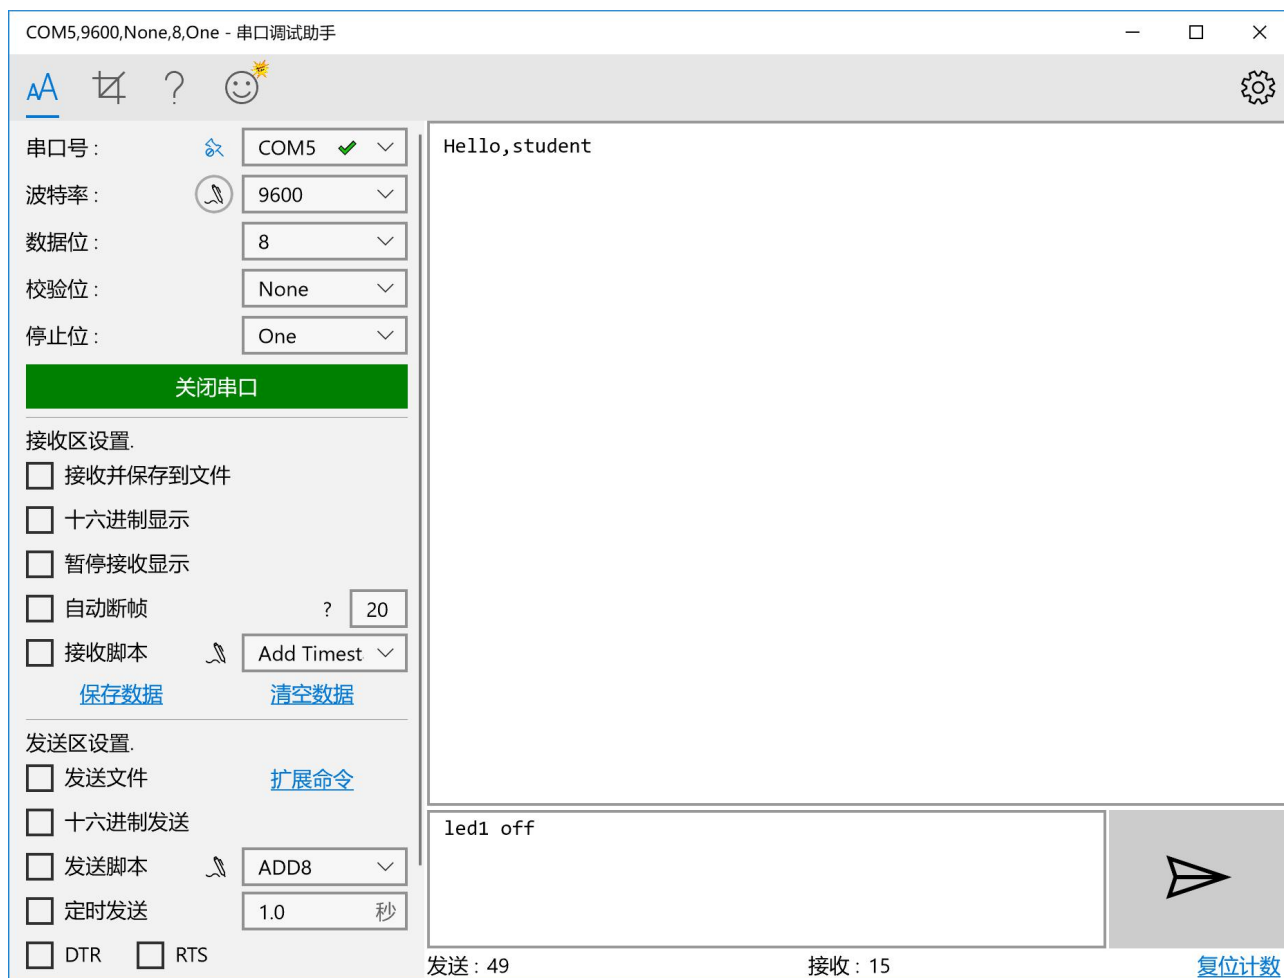 COM5,9600,None,8,One - 串口调试助手
AA
串口号 : COM5
波特率 : 9600
数据位 : 8
校验位 : None
停止位 : One
关闭串口
接收区设置.
接收并保存到文件
十六进制显示
暂停接收显示
自动断帧 ? 20
接收脚本 Add Timest
保存数据 清空数据
发送区设置.
发送文件 扩展命令
十六进制发送
发送脚本 ADD8
定时发送 1.0 秒
DTR RTS
Hello,student
led1 off
发送 : 49 接收 : 15 复位计数